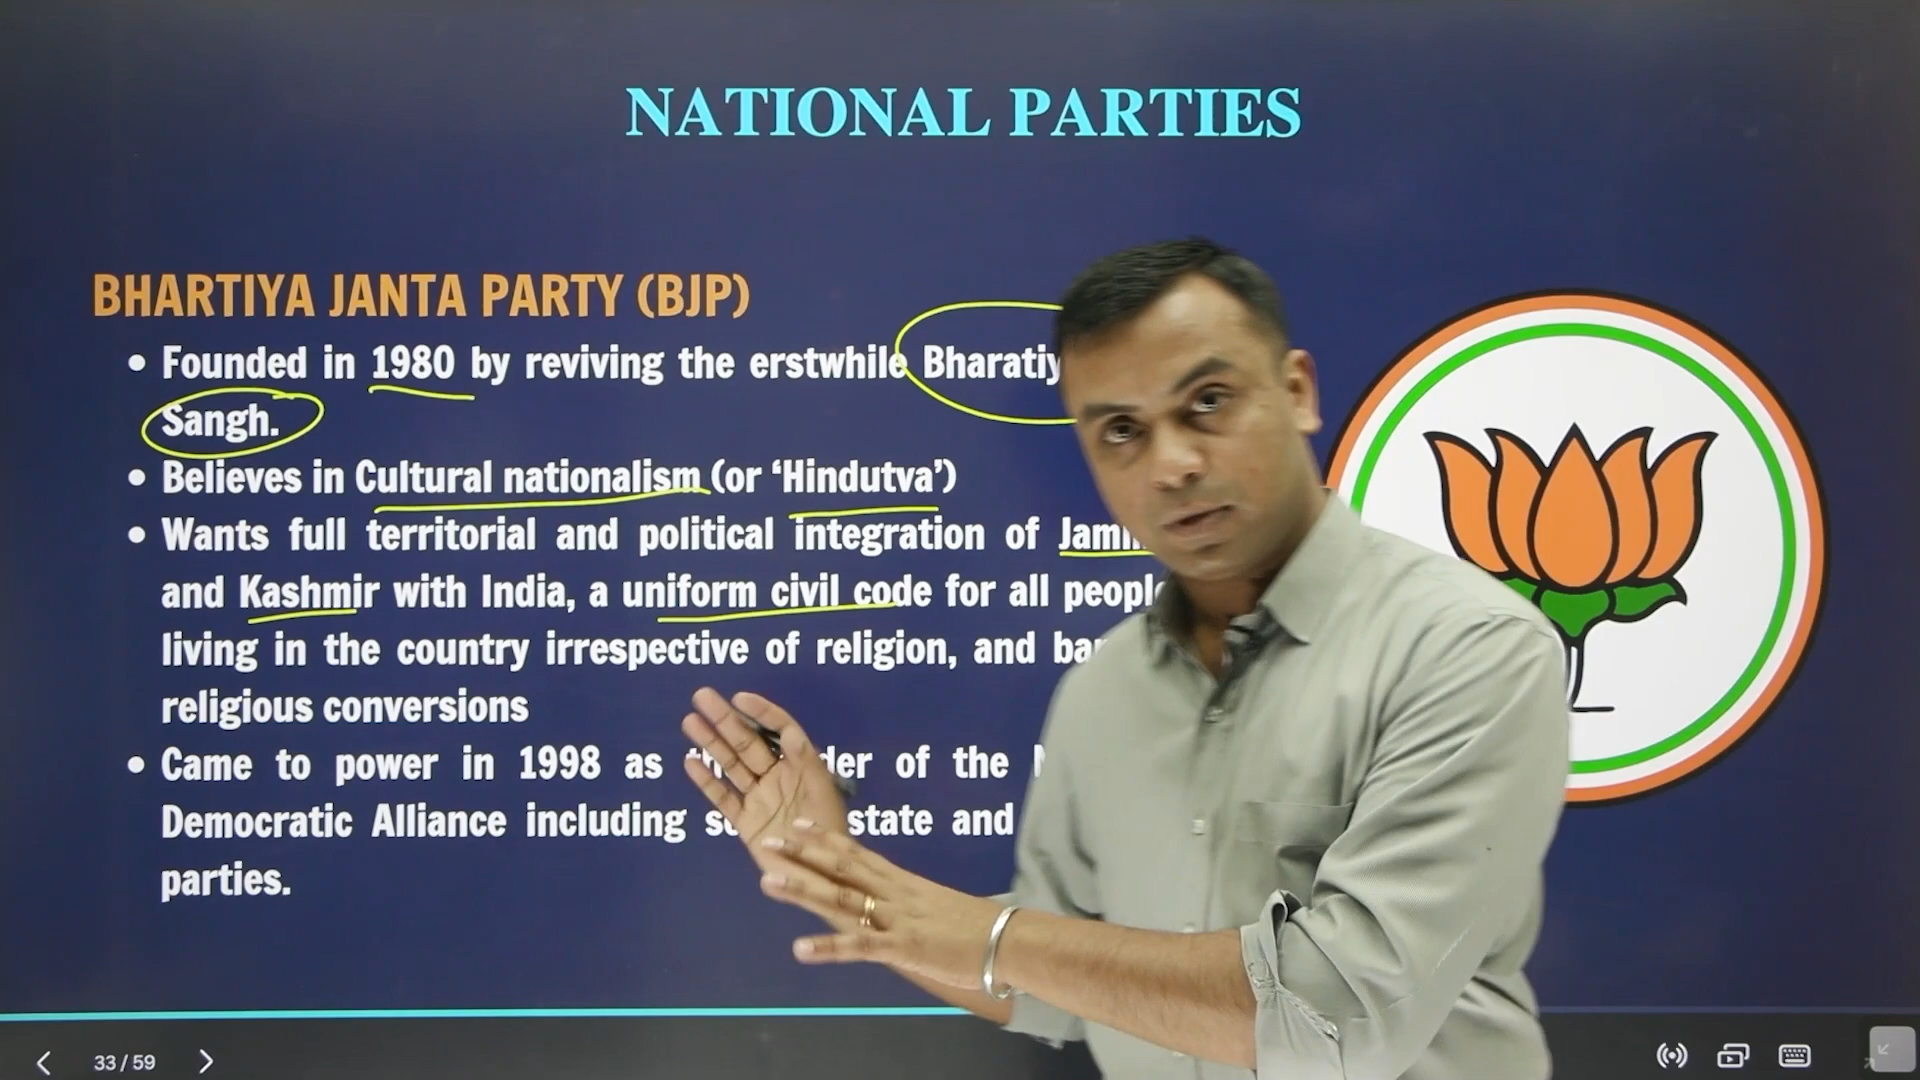 NATIONAL PARTIES
BHARTIYA JANTA PARTY (BJP)
• Founded in 1980 by reviving the erstwhile
Sangh.
• Believes in Cultural nationalism (or ‘Hindutva’)
• Wants full territorial and political integration of
and Kashmir with India, a uniform civil code for all
living in the country irrespective of religion, and
religious conversions
• Came to power in 1998 as of the
Democratic Alliance including state and
parties.
33 / 59